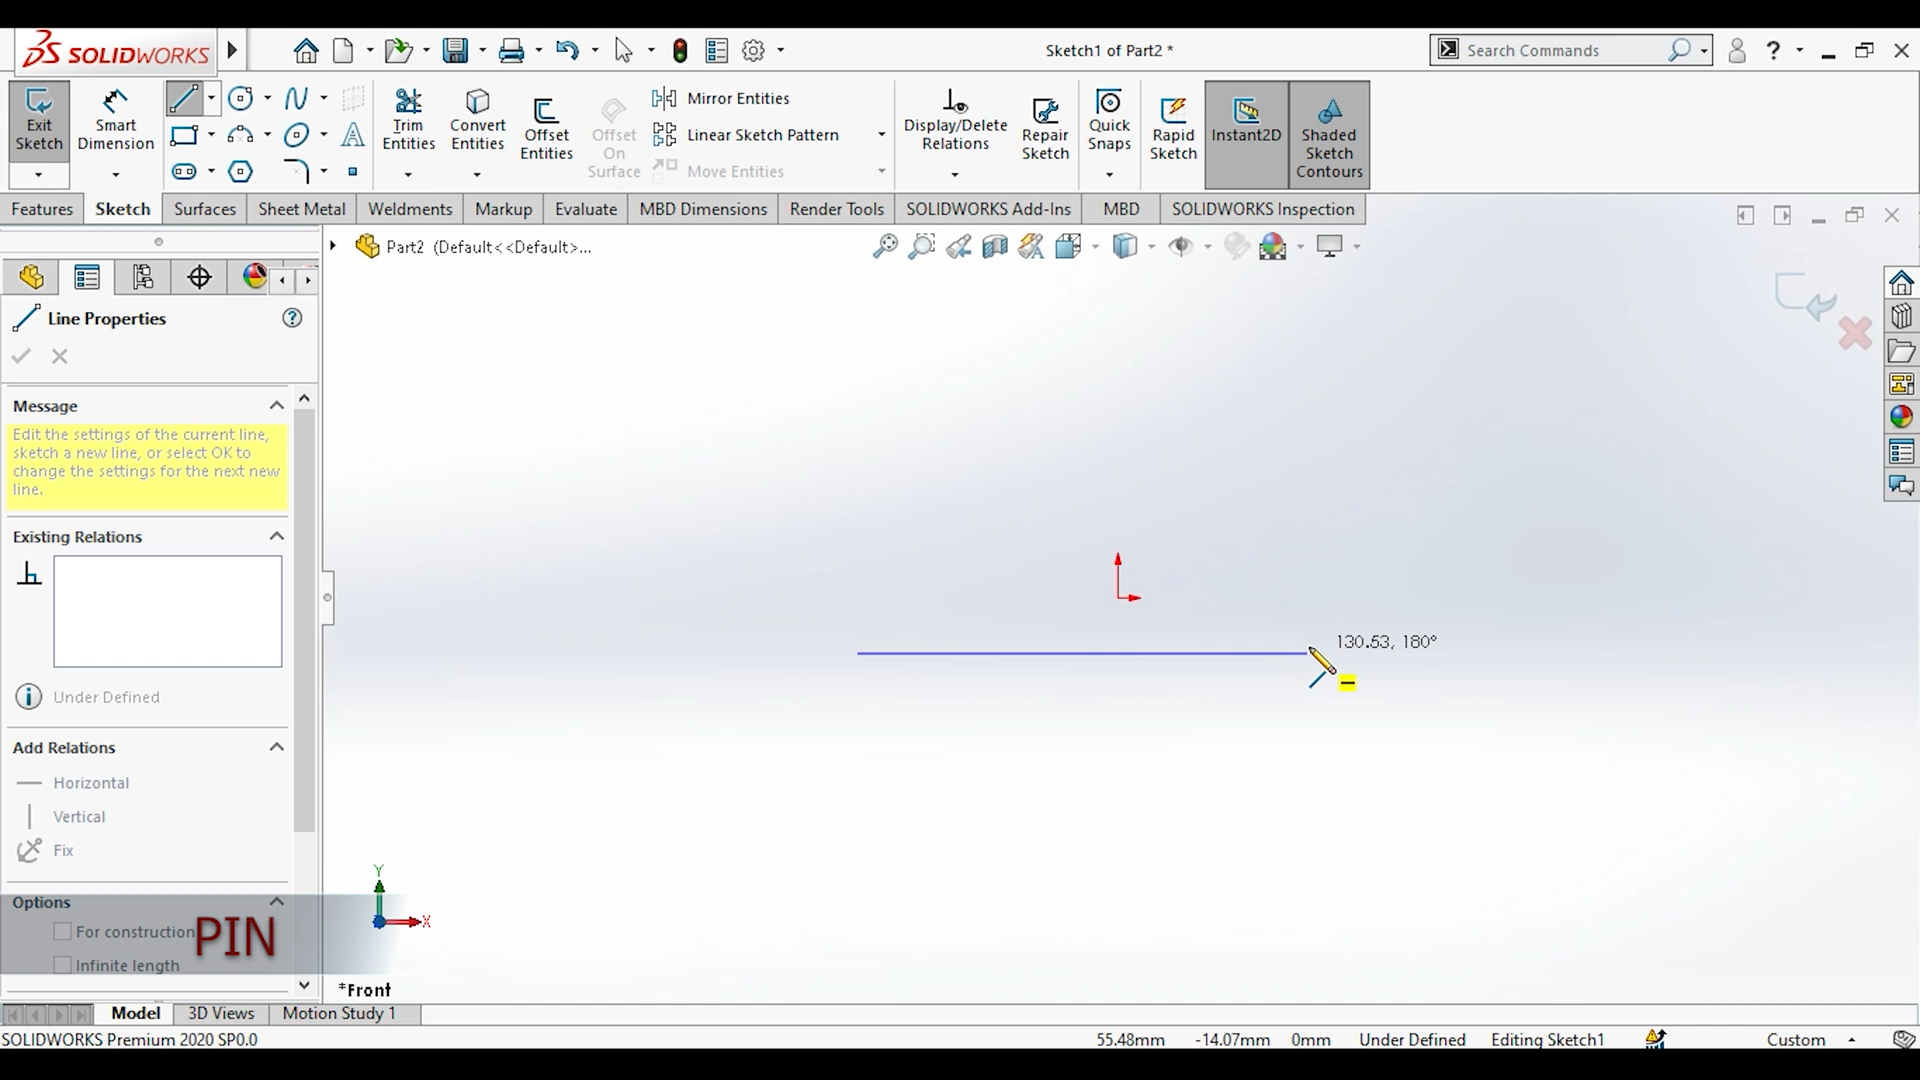 SOLIDWORKS
Sketch1 of Part2 *
Search Commands
?
Exit Sketch
Smart Dimension
Trim Entities
Convert Entities
Offset Entities
Offset On Surface
Mirror Entities
Linear Sketch Pattern
Move Entities
Display/Delete Relations
Repair Sketch
Quick Snaps
Rapid Sketch
Instant2D
Shaded Sketch Contours
Features
Sketch
Surfaces
Sheet Metal
Weldments
Markup
Evaluate
MBD Dimensions
Render Tools
SOLIDWORKS Add-Ins
MBD
SOLIDWORKS Inspection
Part2 (Default<<Default>...
Line Properties
?
Message
Edit the settings of the current line,
sketch a new line, or select OK to
change the settings for the next new
line.
Existing Relations
Under Defined
Add Relations
Horizontal
Vertical
Fix
Options
For construction
Infinite length
PIN
130.53, 180°
Y
X
*Front
Model
3D Views
Motion Study 1
SOLIDWORKS Premium 2020 SP0.0
55.48mm
-14.07mm
0mm
Under Defined
Editing Sketch1
Custom